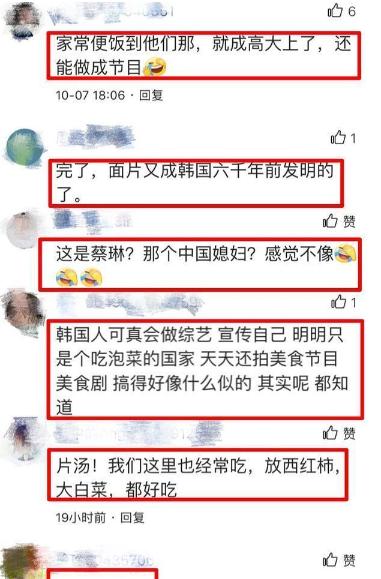 6
家常便饭到他们那，就成高大上了，还
能做成节目🤣
10-07 18:06 · 回复
1
完了，面片又成韩国六千年前发明的
了。
赞
这是蔡琳？那个中国媳妇？感觉不像🤣
🤣🤣
1
韩国人可真会做综艺 宣传自己 明明只
是个吃泡菜的国家 天天还拍美食节目
美食剧 搞得好像什么似的 其实呢 都知
道
赞
片汤！我们这里也经常吃，放西红柿，
大白菜，都好吃
19小时前 · 回复
赞